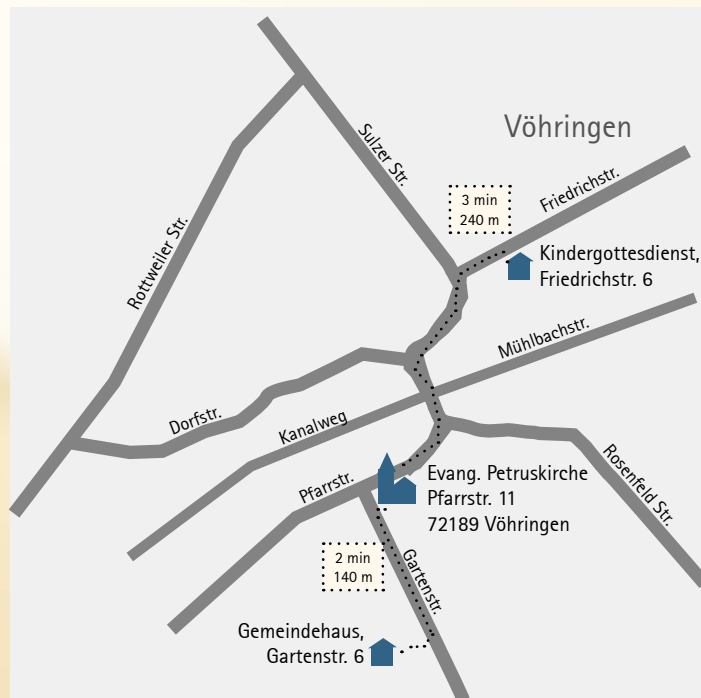 Vöhringen
Sulzer Str.
3 min
240 m
Friedrichstr.
Kindergottesdienst,
Friedrichstr. 6
Rottweiler Str.
Mühlbachstr.
Dorfstr.
Kanalweg
Pfarrstr.
Evang. Petruskirche
Pfarrstr. 11
72189 Vöhringen
Rosenfeld Str.
2 min
140 m
Gartenstr.
Gemeindehaus,
Gartenstr. 6